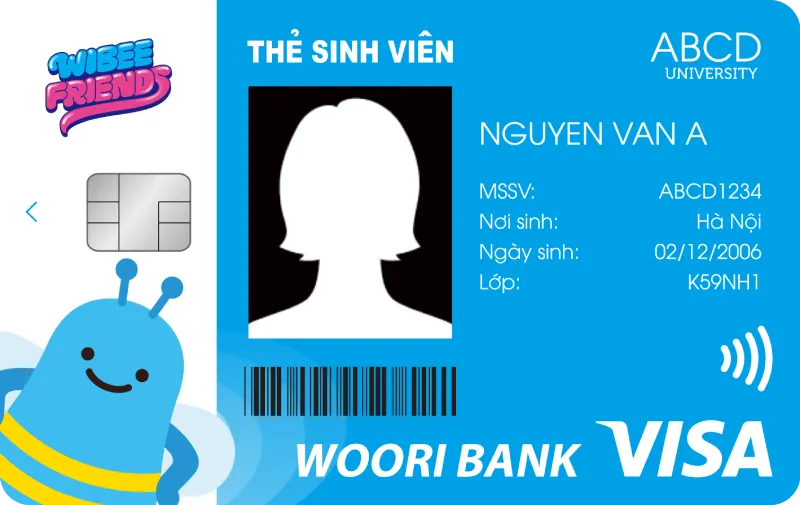 WIBEE
FRIENDS
THẺ SINH VIÊN
ABCD
UNIVERSITY
NGUYEN VAN A
MSSV: ABCD1234
Nơi sinh: Hà Nội
Ngày sinh: 02/12/2006
Lớp: K59NH1
WOORI BANK
VISA